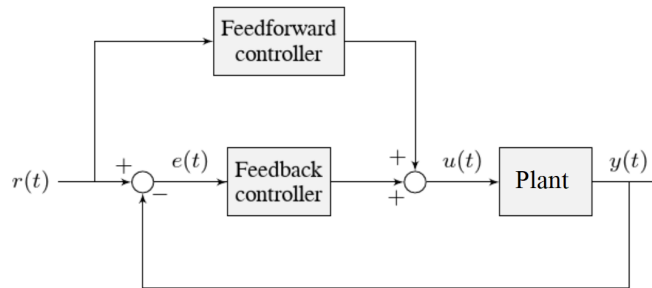 Feedforward
controller
+
e(t)
+
u(t)
y(t)
r(t)
−
Feedback
controller
+
Plant